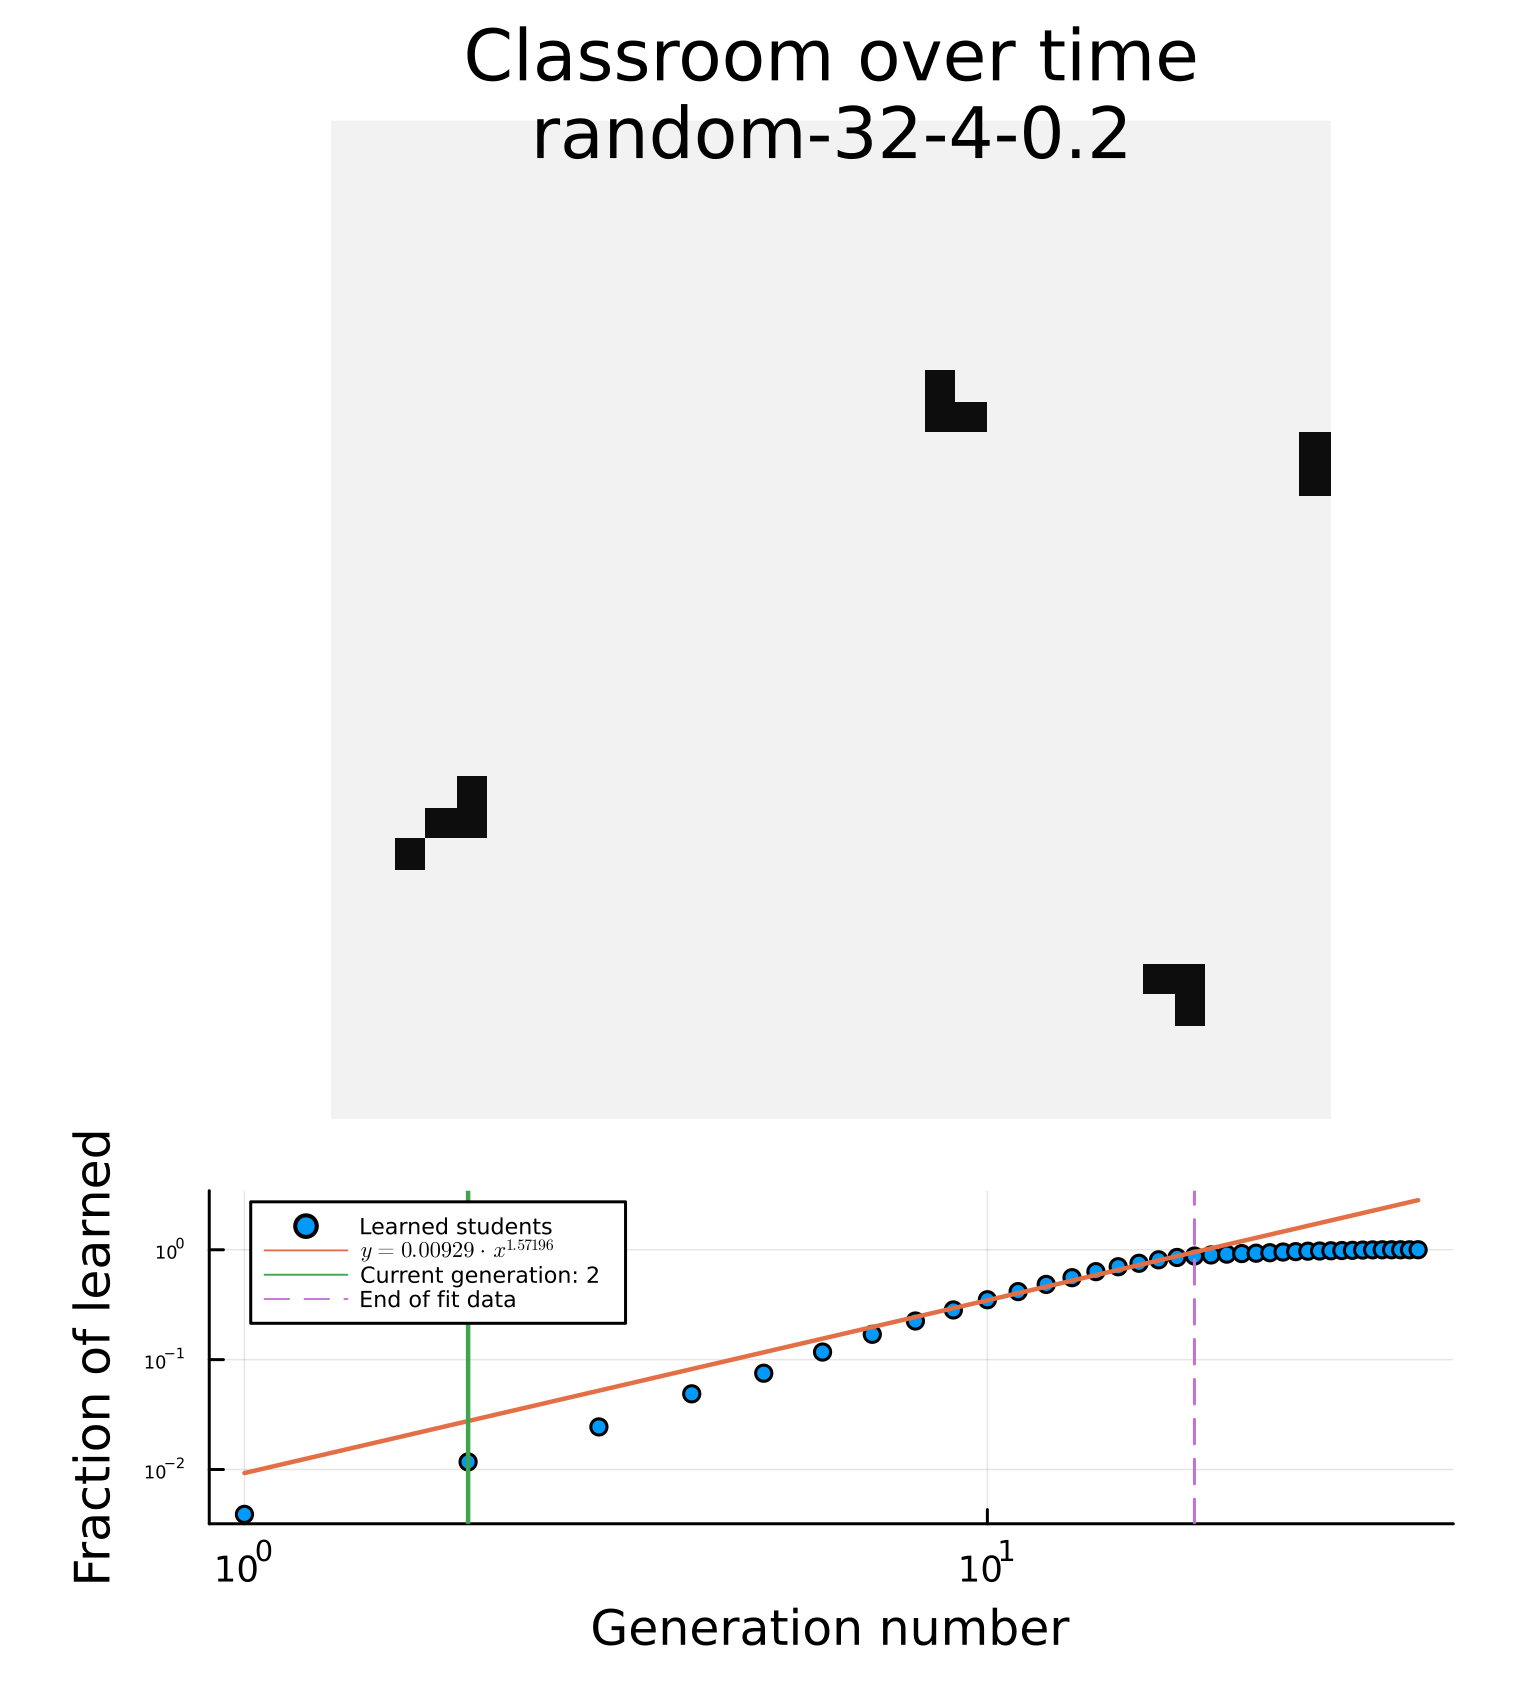 Classroom over time
random-32-4-0.2
Fraction of learned
Learned students
y = 0.00929 · x^1.57196
Current generation: 2
End of fit data
10^0
10^-1
10^-2
10^0
10^1
Generation number